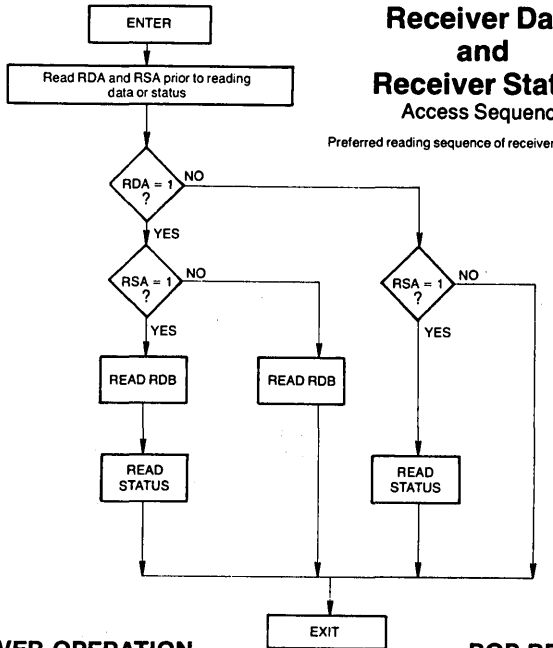 ENTER
Receiver Da
and
Receiver Stat
Access Sequenc
Preferred reading sequence of receiver
Read RDA and RSA prior to reading
data or status
RDA = 1
?
NO
YES
RSA = 1
?
NO
YES
RSA = 1
?
NO
YES
READ RDB
READ RDB
READ
STATUS
READ
STATUS
EXIT
VER OPERATION